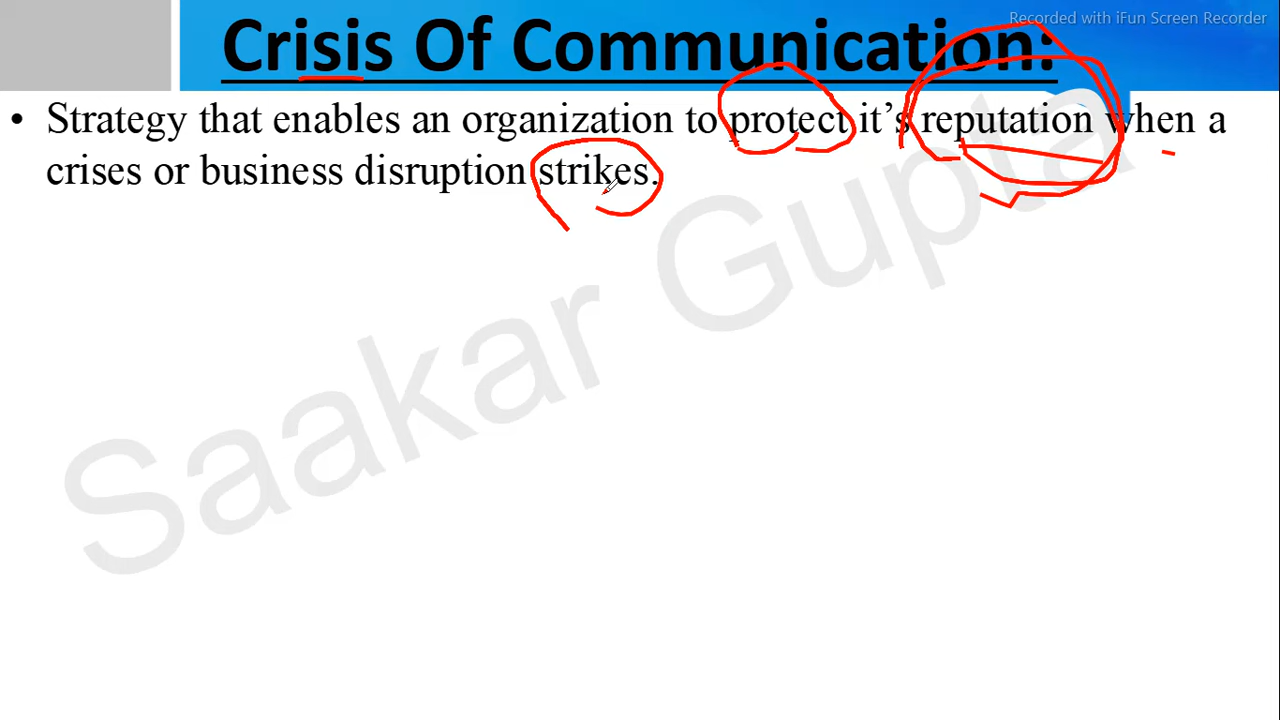 Recorded with iFun Screen Recorder
Crisis Of Communication:
• Strategy that enables an organization to protect it's reputation when a
crises or business disruption strikes.
Saakar Gupta